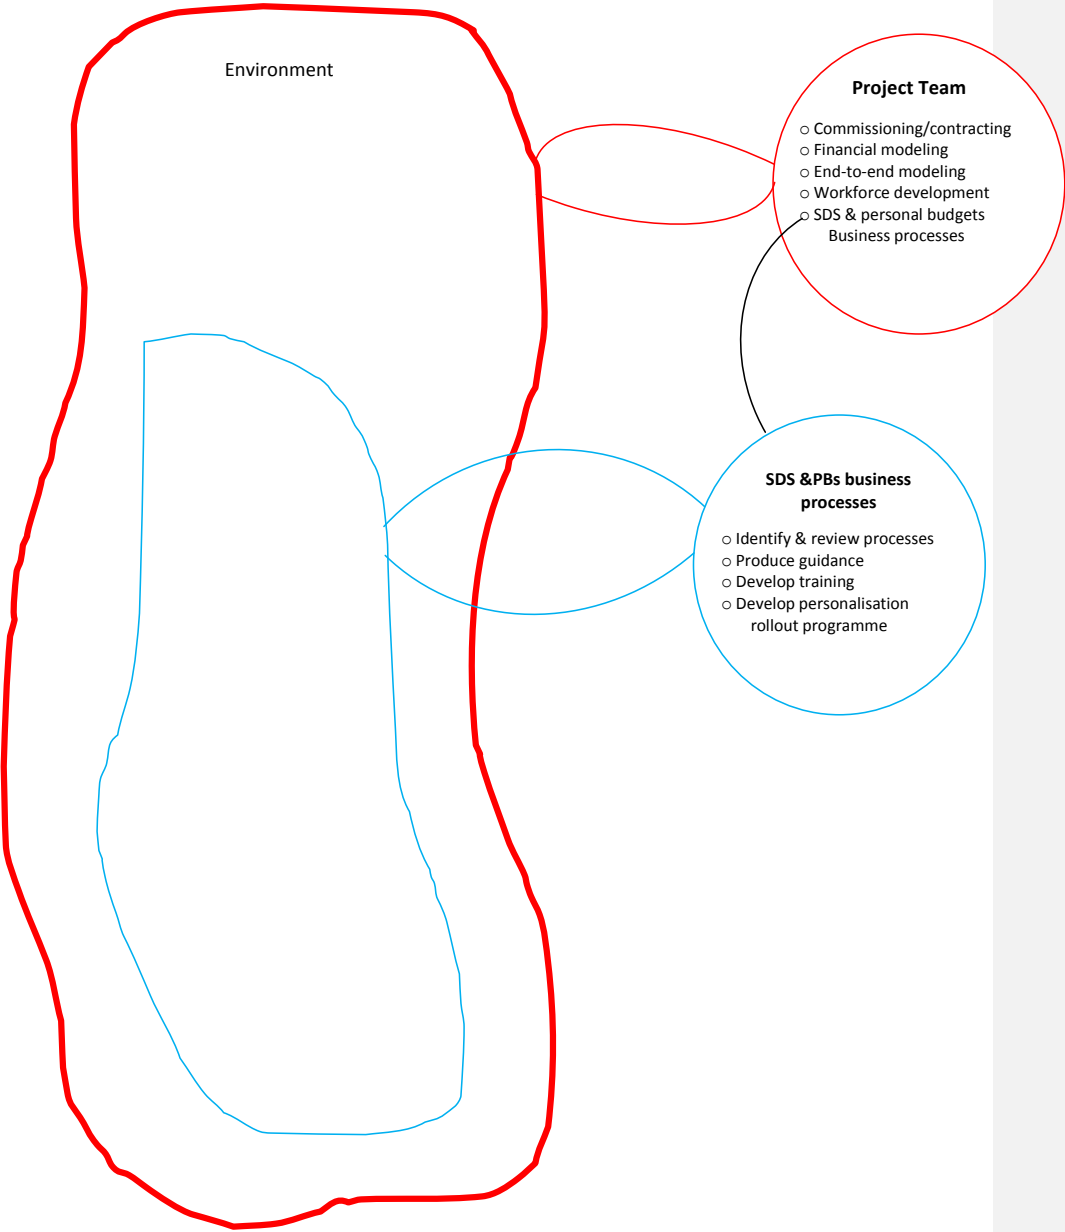 Environment
Project Team
○ Commissioning/contracting
○ Financial modeling
○ End-to-end modeling
○ Workforce development
○ SDS & personal budgets
Business processes
SDS &PBs business
processes
○ Identify & review processes
○ Produce guidance
○ Develop training
○ Develop personalisation
rollout programme